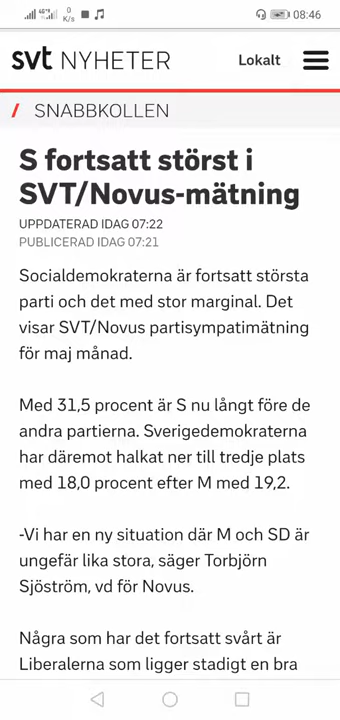 0
K/s
08:46
svt NYHETER
Lokalt
/ SNABBKOLLEN
S fortsatt störst i
SVT/Novus-mätning
UPPDATERAD IDAG 07:22
PUBLICERAD IDAG 07:21
Socialdemokraterna är fortsatt största
parti och det med stor marginal. Det
visar SVT/Novus partisympatimätning
för maj månad.
Med 31,5 procent är S nu långt före de
andra partierna. Sverigedemokraterna
har däremot halkat ner till tredje plats
med 18,0 procent efter M med 19,2.
-Vi har en ny situation där M och SD är
ungefär lika stora, säger Torbjörn
Sjöström, vd för Novus.
Några som har det fortsatt svårt är
Liberalerna som ligger stadigt en bra